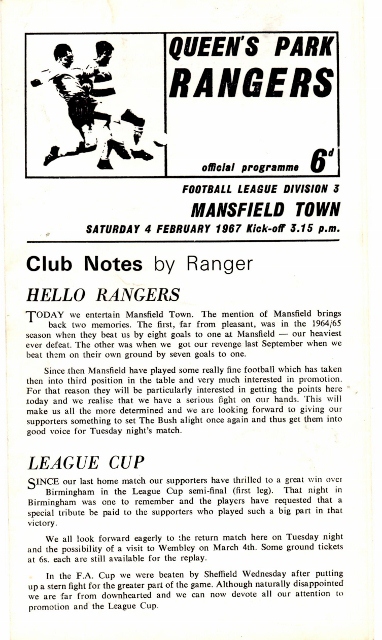 QUEEN'S PARK
RANGERS
official programme 6d
FOOTBALL LEAGUE DIVISION 3
MANSFIELD TOWN
SATURDAY 4 FEBRUARY 1967 Kick-off 3.15 p.m.
Club Notes by Ranger
HELLO RANGERS
TODAY we entertain Mansfield Town. The mention of Mansfield brings
back two memories. The first, far from pleasant, was in the 1964/65
season when they beat us by eight goals to one at Mansfield — our heaviest
ever defeat. The other was when we got our revenge last September when we
beat them on their own ground by seven goals to one.
Since then Mansfield have played some really fine football which has taken
then into third position in the table and very much interested in promotion.
For that reason they will be particularly interested in getting the points here
today and we realise that we have a serious fight on our hands. This will
make us all the more determined and we are looking forward to giving our
supporters something to set The Bush alight once again and thus get them into
good voice for Tuesday night's match.
LEAGUE CUP
SINCE our last home match our supporters have thrilled to a great win over
Birmingham in the League Cup semi-final (first leg). That night in
Birmingham was one to remember and the players have requested that a
special tribute be paid to the supporters who played such a big part in that
victory.
We all look forward eagerly to the return match here on Tuesday night
and the possibility of a visit to Wembley on March 4th. Some ground tickets
at 6s. each are still available for the replay.
In the F.A. Cup we were beaten by Sheffield Wednesday after putting
up a stern fight for the greater part of the game. Although naturally disappointed
we are far from downhearted and we can now devote all our attention to
promotion and the League Cup.